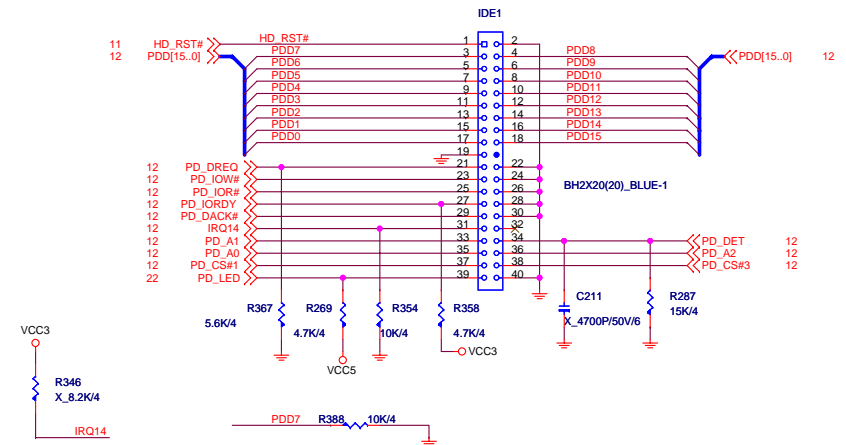 IDE1
11 HD_RST# HD_RST# 1 2
12 PDD[15..0] PDD7 3 4 PDD8 PDD[15..0] 12
PDD6 5 6 PDD9
PDD5 7 8 PDD10
PDD4 9 10 PDD11
PDD3 11 12 PDD12
PDD2 13 14 PDD13
PDD1 15 16 PDD14
PDD0 17 18 PDD15
19
12 PD_DREQ 21 22
12 PD_IOW# 23 24
12 PD_IOR# 25 26
12 PD_IORDY 27 28
12 PD_DACK# 29 30
12 IRQ14 31 32
12 PD_A1 33 34 PD_DET 12
12 PD_A0 35 36 PD_A2 12
12 PD_CS#1 37 38 PD_CS#3 12
22 PD_LED 39 40
BH2X20(20)_BLUE-1
R367
5.6K/4
R269
4.7K/4
R354
10K/4
R358
4.7K/4
C211
X_4700P/50V/6
R287
15K/4
VCC5
VCC3
VCC3
R346
X_8.2K/4
IRQ14
PDD7 R388 10K/4